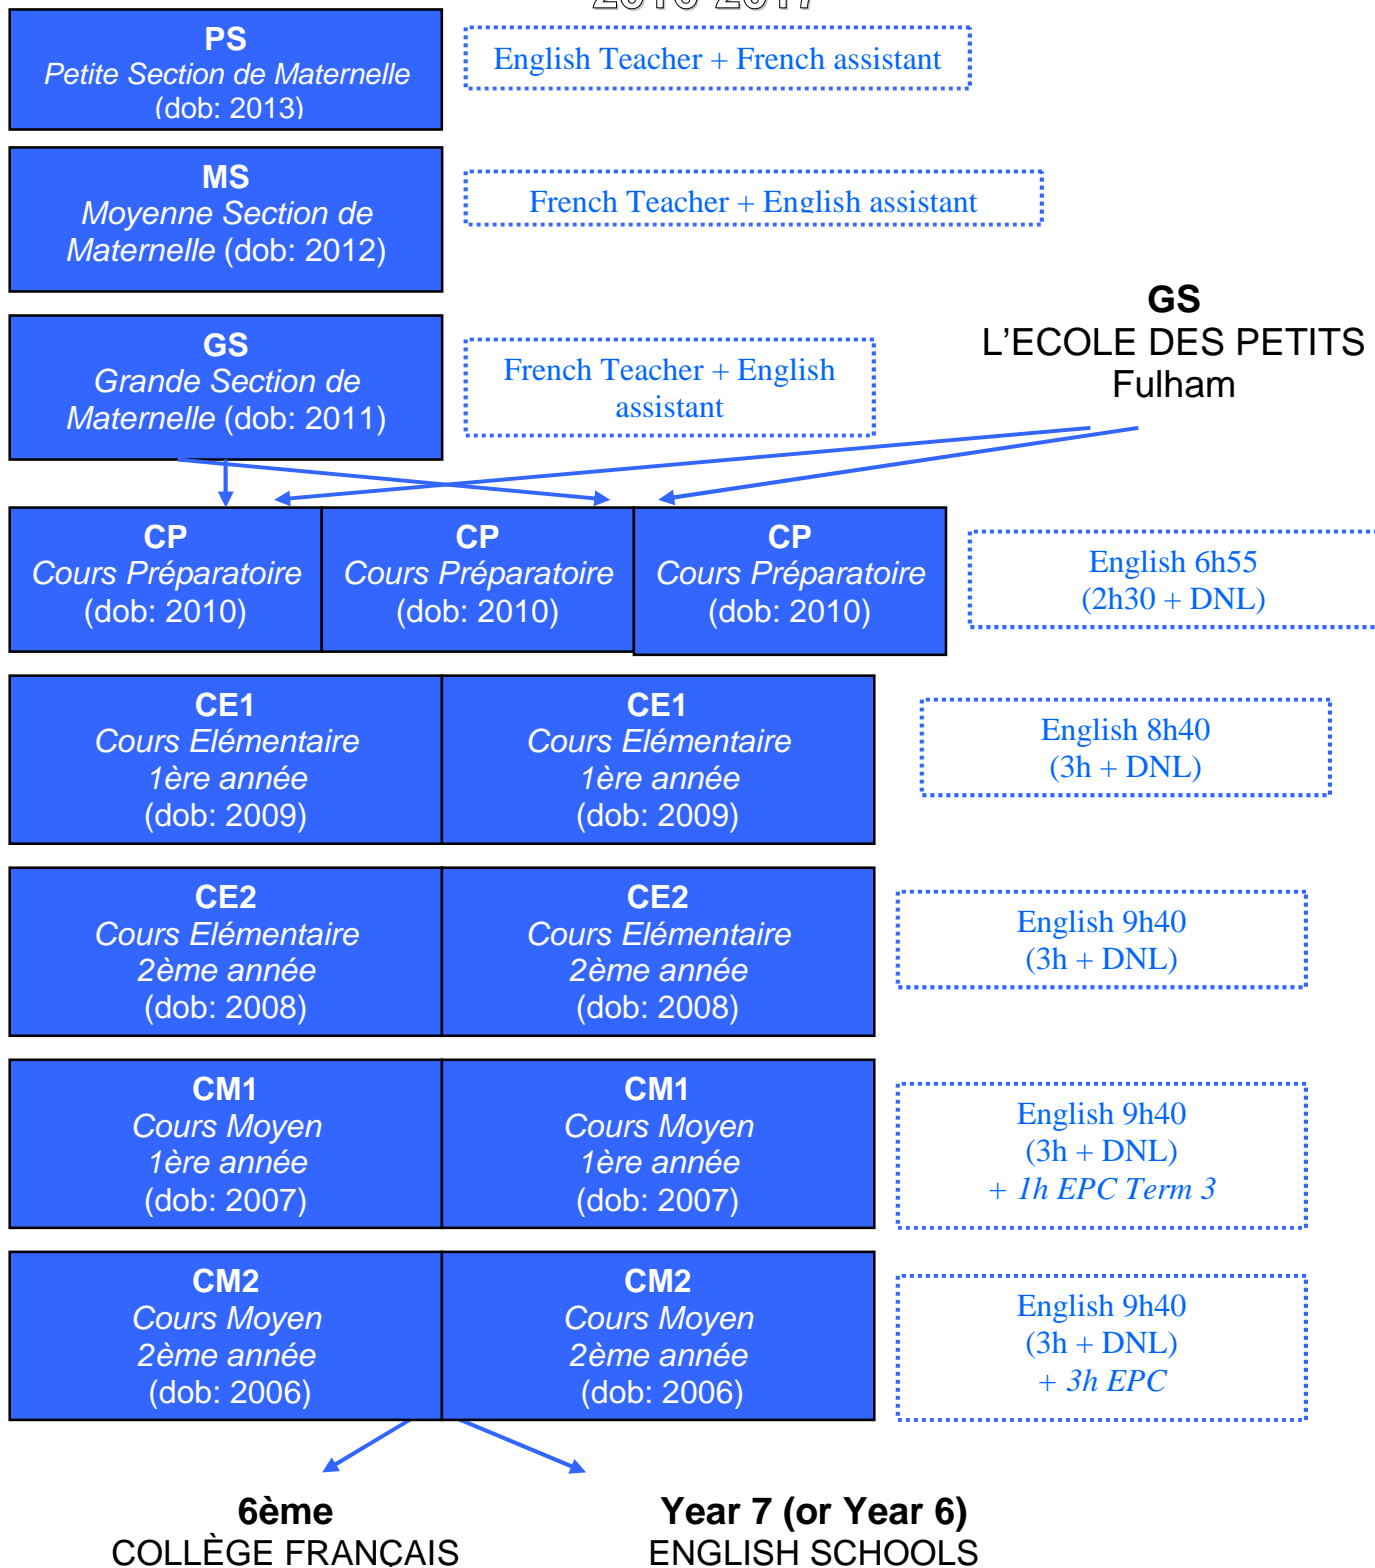 2016-2017
PS
Petite Section de Maternelle
(dob: 2013)
English Teacher + French assistant
MS
Moyenne Section de
Maternelle (dob: 2012)
French Teacher + English assistant
GS
Grande Section de
Maternelle (dob: 2011)
French Teacher + English
assistant
GS
L'ECOLE DES PETITS
Fulham
CP
Cours Préparatoire
(dob: 2010)
CP
Cours Préparatoire
(dob: 2010)
CP
Cours Préparatoire
(dob: 2010)
English 6h55
(2h30 + DNL)
CE1
Cours Elémentaire
1ère année
(dob: 2009)
CE1
Cours Elémentaire
1ère année
(dob: 2009)
English 8h40
(3h + DNL)
CE2
Cours Elémentaire
2ème année
(dob: 2008)
CE2
Cours Elémentaire
2ème année
(dob: 2008)
English 9h40
(3h + DNL)
CM1
Cours Moyen
1ère année
(dob: 2007)
CM1
Cours Moyen
1ère année
(dob: 2007)
English 9h40
(3h + DNL)
+ 1h EPC Term 3
CM2
Cours Moyen
2ème année
(dob: 2006)
CM2
Cours Moyen
2ème année
(dob: 2006)
English 9h40
(3h + DNL)
+ 3h EPC
6ème
COLLÈGE FRANÇAIS
Year 7 (or Year 6)
ENGLISH SCHOOLS